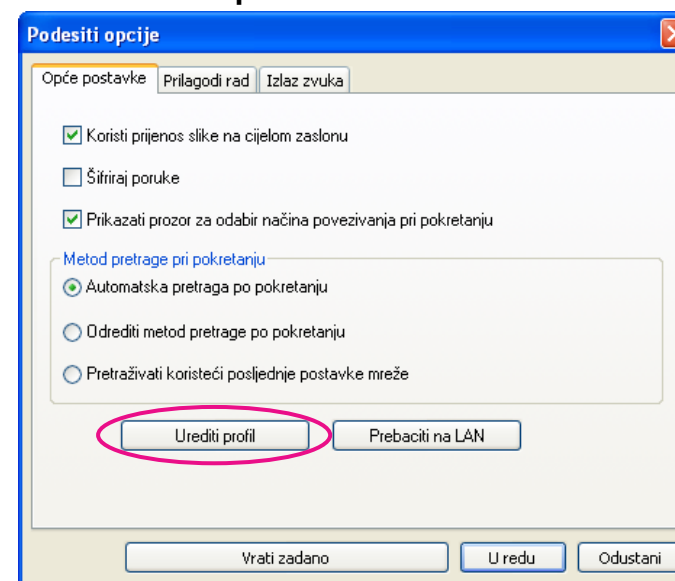 Podesiti opcije
Opće postavke Prilagodi rad Izlaz zvuka
Koristi prijenos slike na cijelom zaslonu
Šifriraj poruke
Prikazati prozor za odabir načina povezivanja pri pokretanju
Metod pretrage pri pokretanju
Automatska pretraga po pokretanju
Odrediti metod pretrage po pokretanju
Pretraživati koristeći posljednje postavke mreže
Urediti profil Prebaciti na LAN
Vrati zadano U redu Odustani